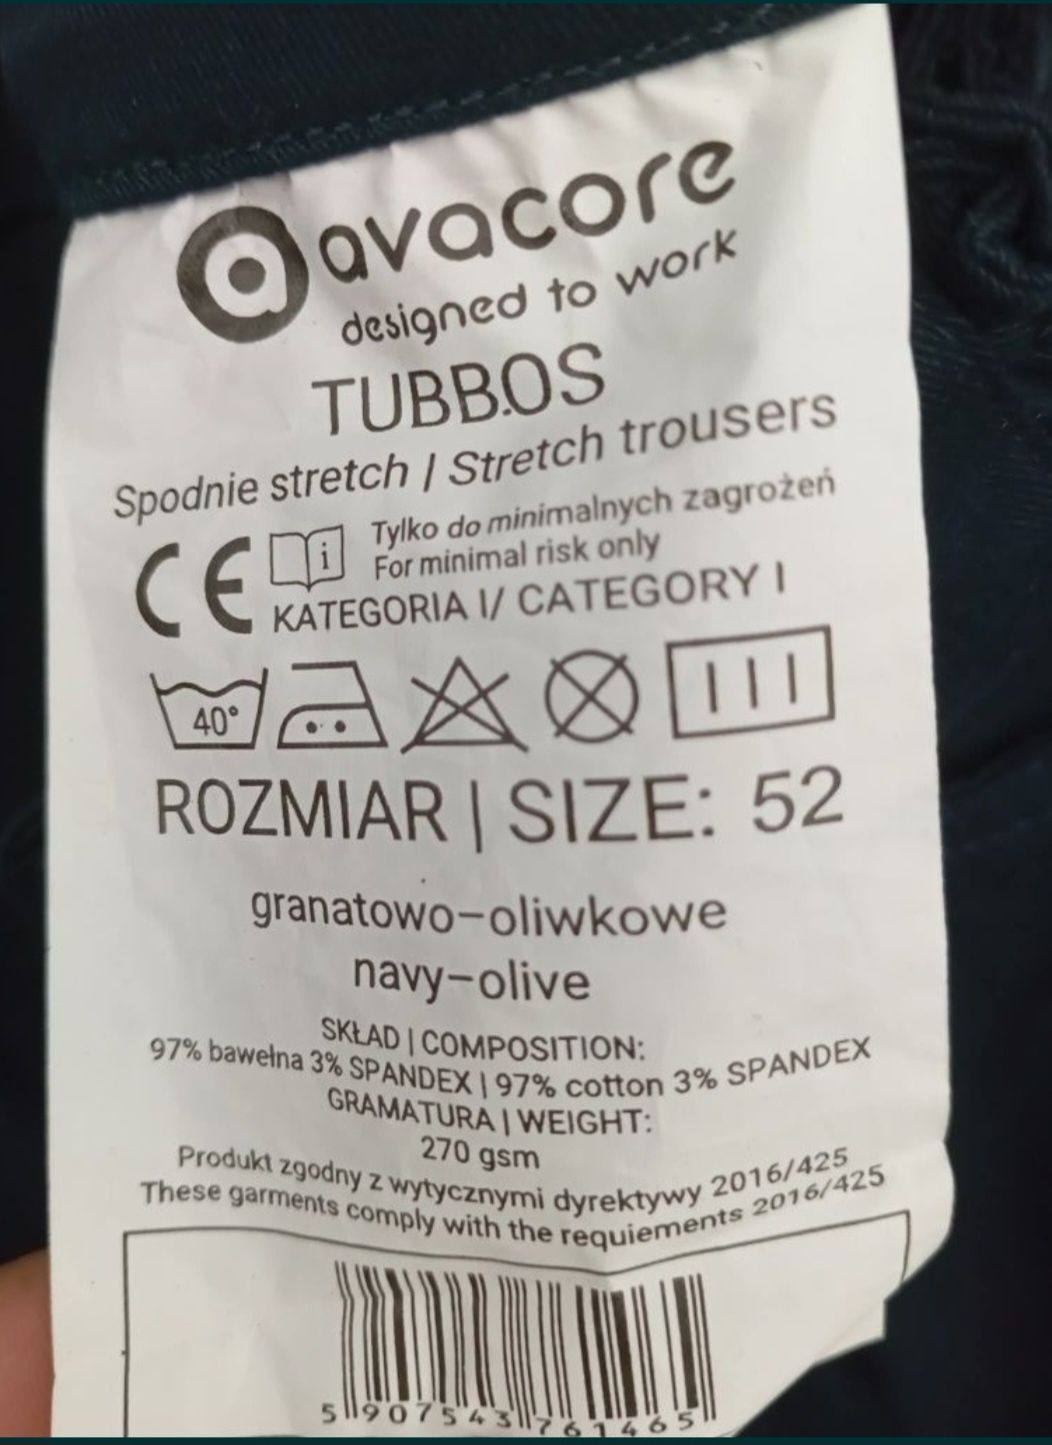 avacore
designed to work
TUBBOS
Spodnie stretch / Stretch trousers
CE i Tylko do minimalnych zagrożeń
For minimal risk only
KATEGORIA I/ CATEGORY I
40°
ROZMIAR | SIZE: 52
granatowo-oliwkowe
navy-olive
SKŁAD | COMPOSITION:
97% bawełna 3% SPANDEX | 97% cotton 3% SPANDEX
GRAMATURA | WEIGHT:
270 gsm
Produkt zgodny z wytycznymi dyrektywy 2016/425
These garments comply with the requiements 2016/425
5 907543 761465